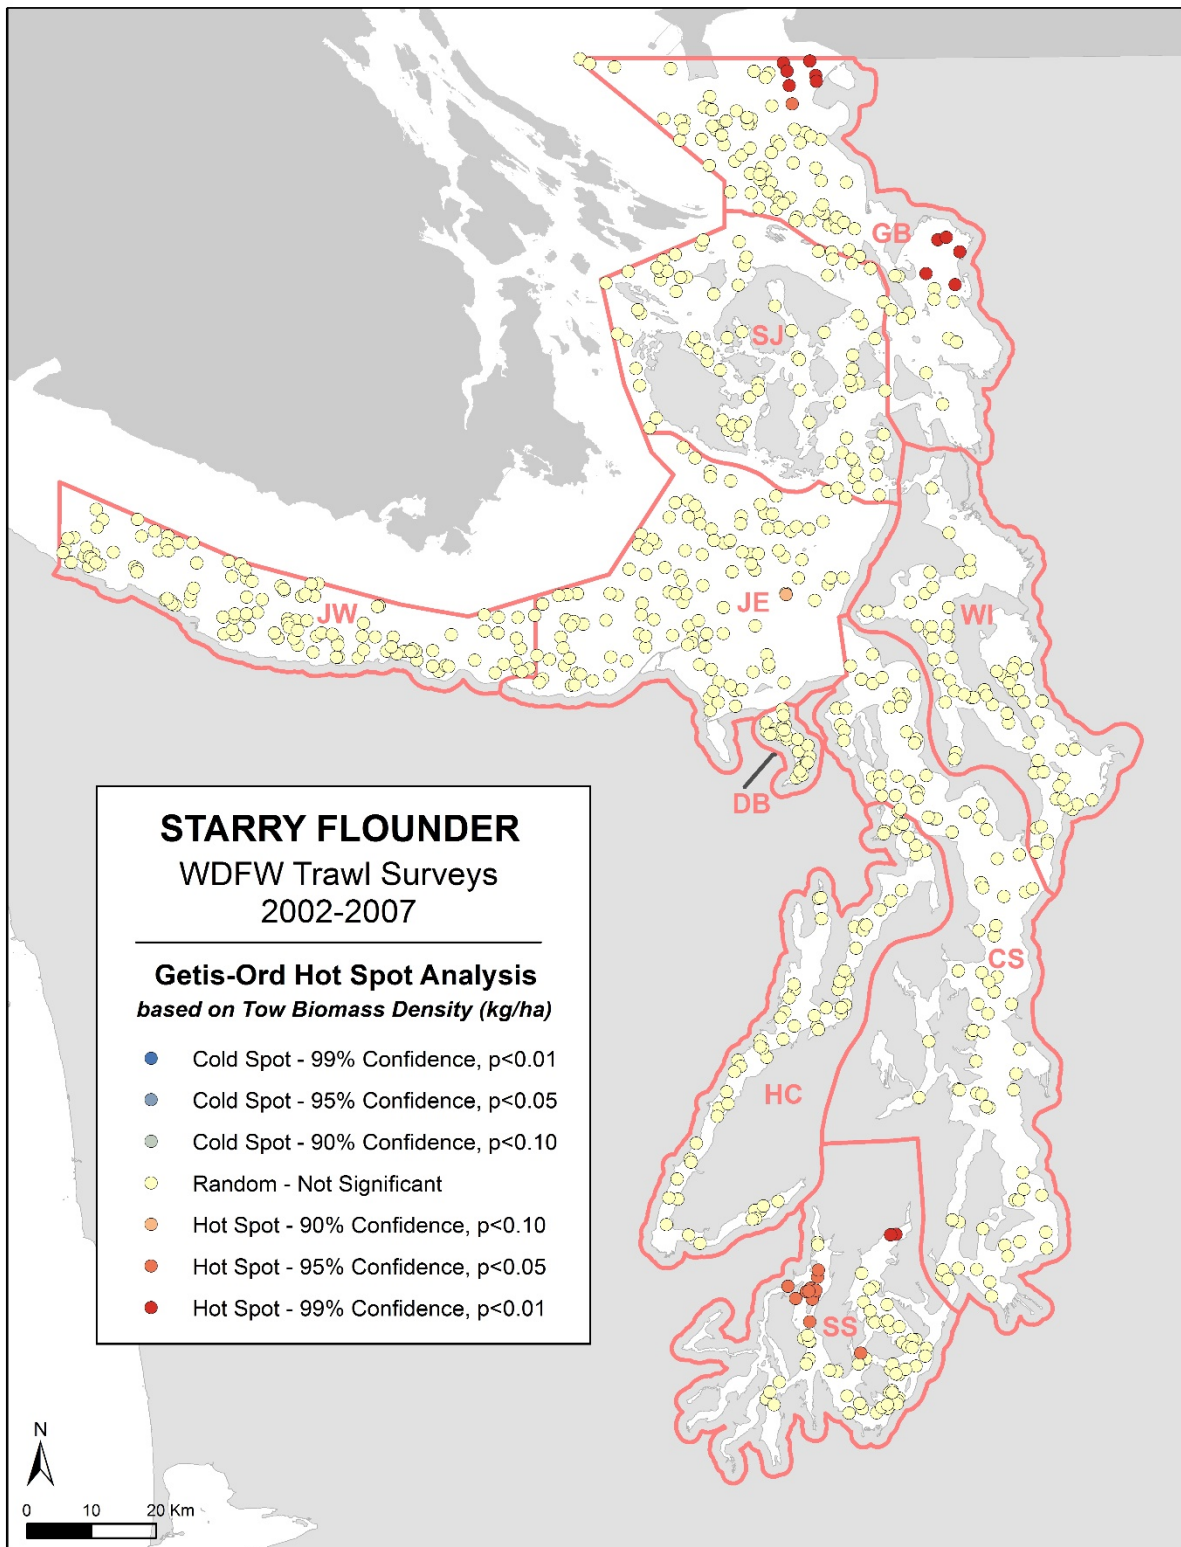 GB
SJ
JW
JE
WI
DB
CS
HC
SS
STARRY FLOUNDER
WDFW Trawl Surveys
2002-2007
Getis-Ord Hot Spot Analysis
based on Tow Biomass Density (kg/ha)
Cold Spot - 99% Confidence, p<0.01
Cold Spot - 95% Confidence, p<0.05
Cold Spot - 90% Confidence, p<0.10
Random - Not Significant
Hot Spot - 90% Confidence, p<0.10
Hot Spot - 95% Confidence, p<0.05
Hot Spot - 99% Confidence, p<0.01
N
0 10 20 Km